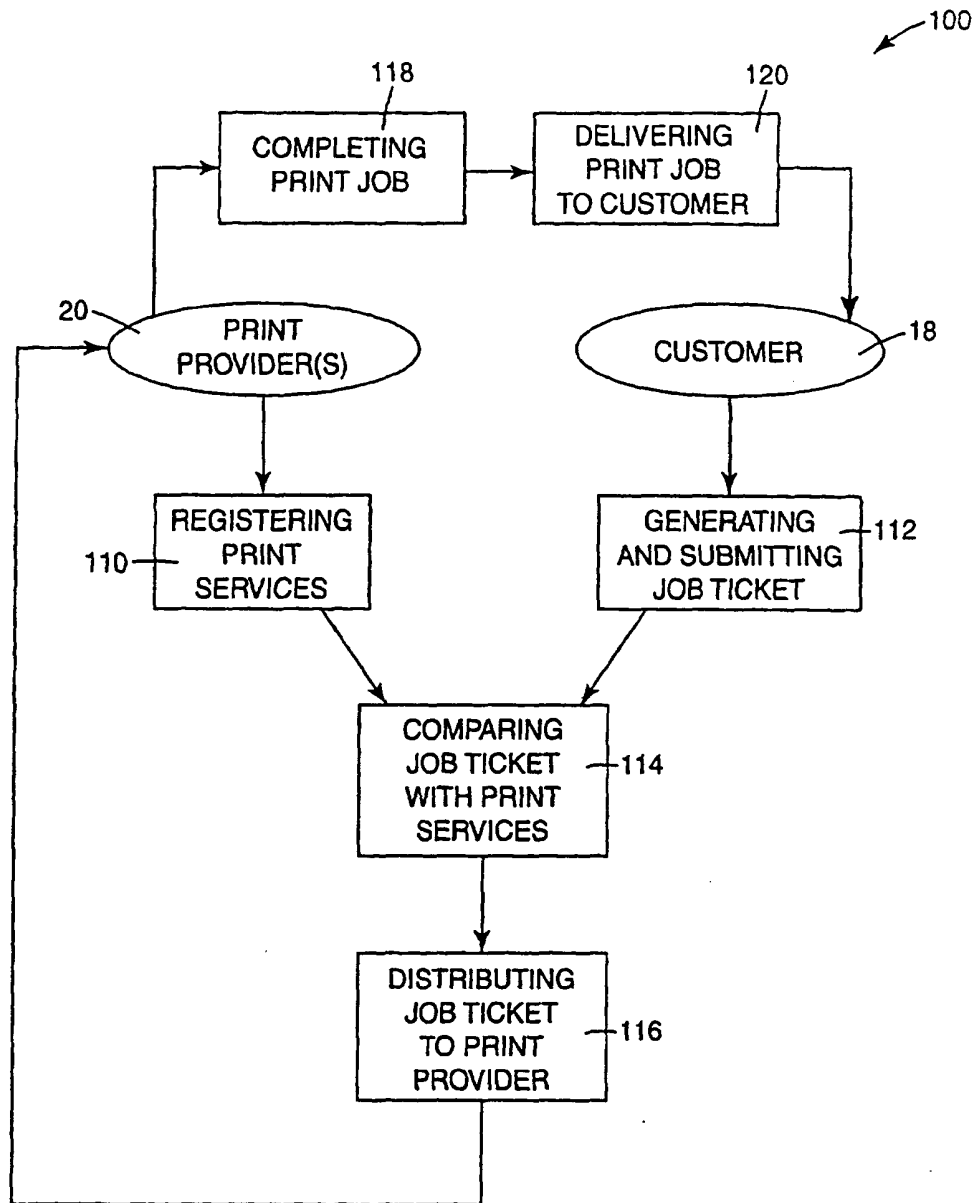 100
118
COMPLETING
PRINT JOB
120
DELIVERING
PRINT JOB
TO CUSTOMER
20
PRINT
PROVIDER(S)
CUSTOMER
18
110
REGISTERING
PRINT
SERVICES
GENERATING
AND SUBMITTING
JOB TICKET
112
COMPARING
JOB TICKET
WITH PRINT
SERVICES
114
DISTRIBUTING
JOB TICKET
TO PRINT
PROVIDER
116